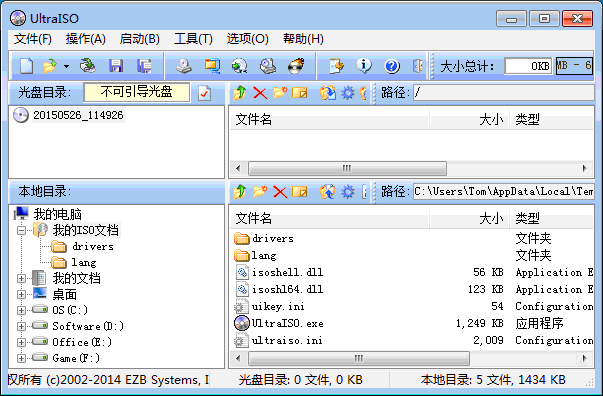 UltraISO
文件(F) 操作(A) 启动(B) 工具(T) 选项(O) 帮助(H)
大小总计: 0KB MB - 6
光盘目录: 不可引导光盘 路径: /
20150526_114926
文件名 大小 类型
本地目录: 路径: C:\Users\Tom\AppData\Local\Tem
我的电脑
我的ISO文档
drivers
lang
我的文档
桌面
OS(C:)
Software(D:)
Office(E:)
Game(F:)
文件名 大小 类型
drivers 文件夹
lang 文件夹
isoshell.dll 56 KB Application E
isoshl64.dll 123 KB Application E
uikey.ini 54 Configuration
UltraISO.exe 1,249 KB 应用程序
ultraiso.ini 2,009 Configuration
权所有 (c)2002-2014 EZB Systems, I 光盘目录: 0 文件, 0 KB 本地目录: 5 文件, 1434 KB